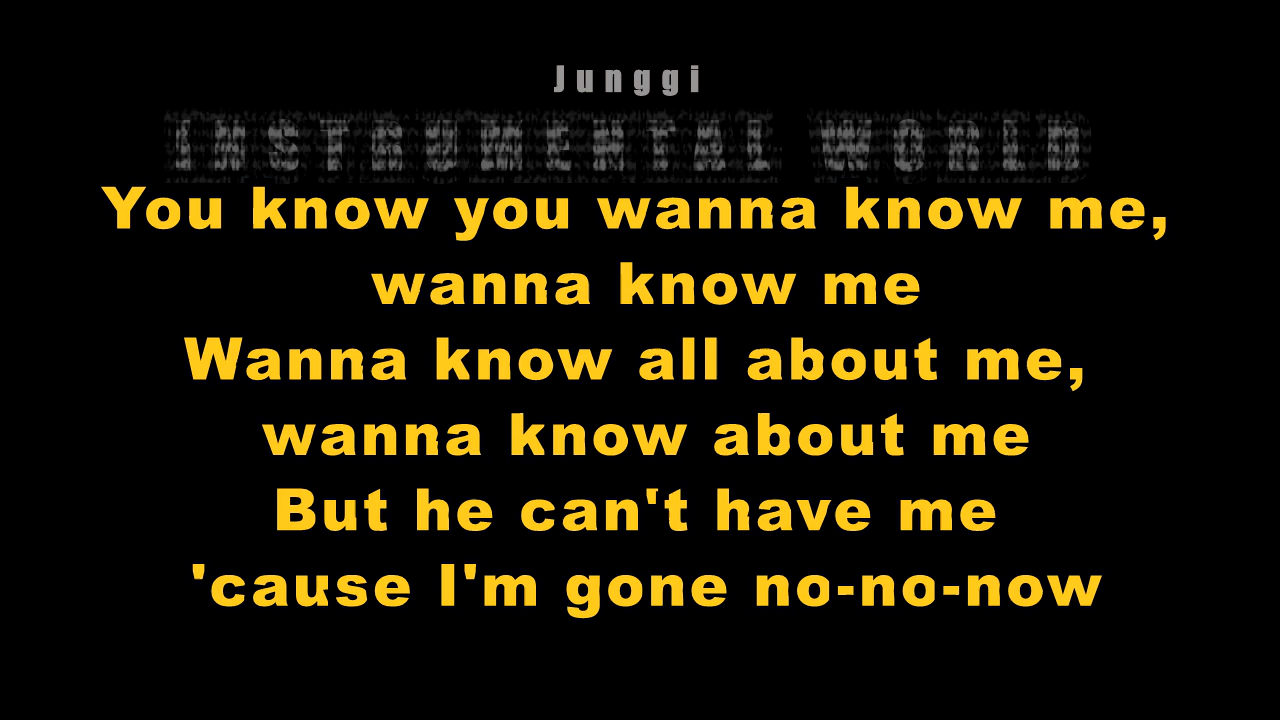 Junggi
INSTRUMENTAL WORLD
You know you wanna know me,
wanna know me
Wanna know all about me,
wanna know about me
But he can't have me
'cause I'm gone no-no-now